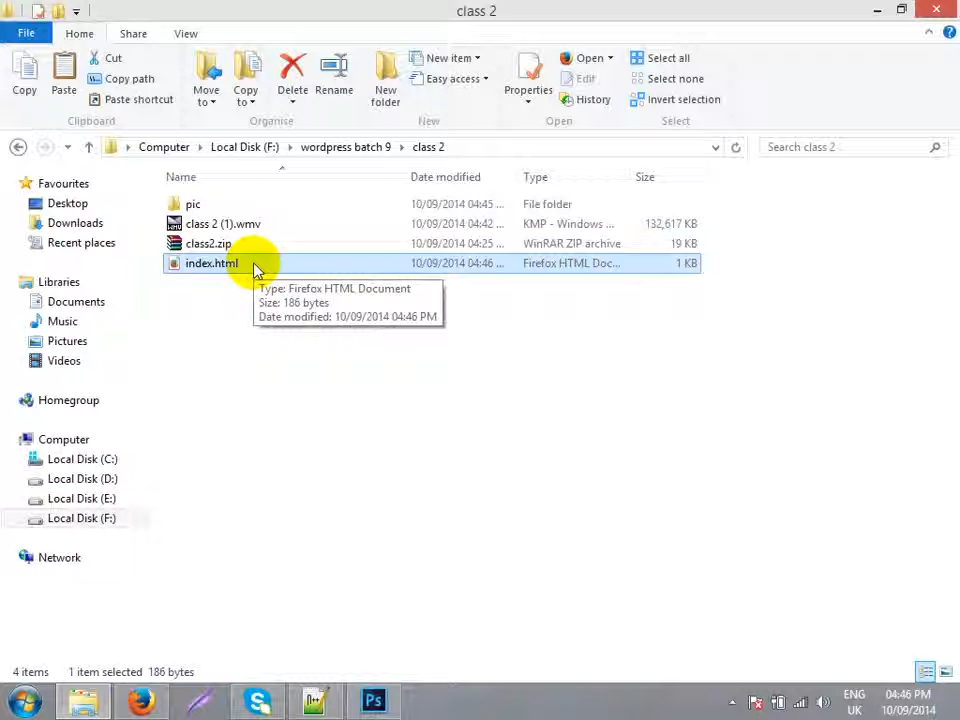 class 2
File Home Share View
Copy Paste Cut Copy path Paste shortcut Clipboard
Move to Copy to Delete Rename Organise
New folder New item Easy access New
Properties Open Edit History Open
Select all Select none Invert selection Select
Computer Local Disk (F:) wordpress batch 9 class 2 Search class 2
Name Date modified Type Size
pic 10/09/2014 04:45 ... File folder
class 2 (1).wmv 10/09/2014 04:42 ... KMP - Windows ... 132,617 KB
class2.zip 10/09/2014 04:25 ... WinRAR ZIP archive 19 KB
index.html 10/09/2014 04:46 ... Firefox HTML Doc... 1 KB
Type: Firefox HTML Document
Size: 186 bytes
Date modified: 10/09/2014 04:46 PM
Favourites
Desktop
Downloads
Recent places
Libraries
Documents
Music
Pictures
Videos
Homegroup
Computer
Local Disk (C:)
Local Disk (D:)
Local Disk (E:)
Local Disk (F:)
Network
4 items 1 item selected 186 bytes
ENG 04:46 PM
UK 10/09/2014
Ps